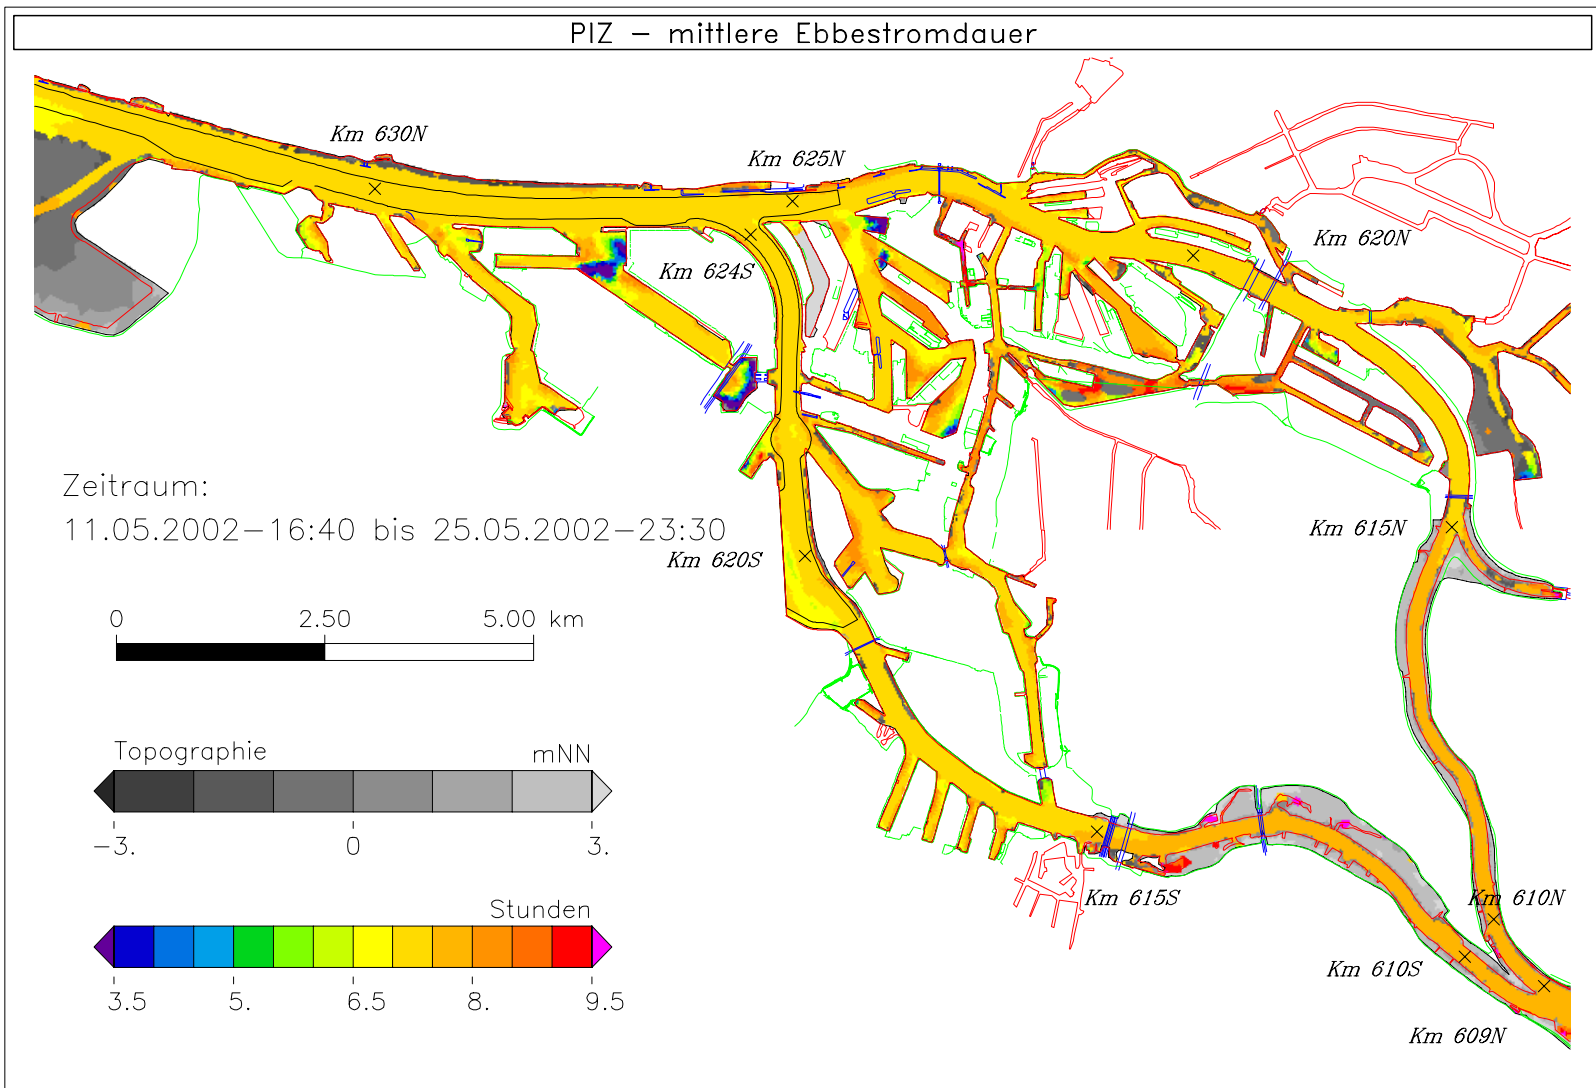 PIZ – mittlere Ebbestromdauer
Km 630N
Km 625N
Km 620N
Km 624S
Zeitraum:
11.05.2002–16:40 bis 25.05.2002–23:30
Km 615N
Km 620S
0 2.50 5.00 km
Topographie mNN
–3. 0 3.
Km 615S
Km 610N
Stunden
Km 610S
3.5 5. 6.5 8. 9.5
Km 609N